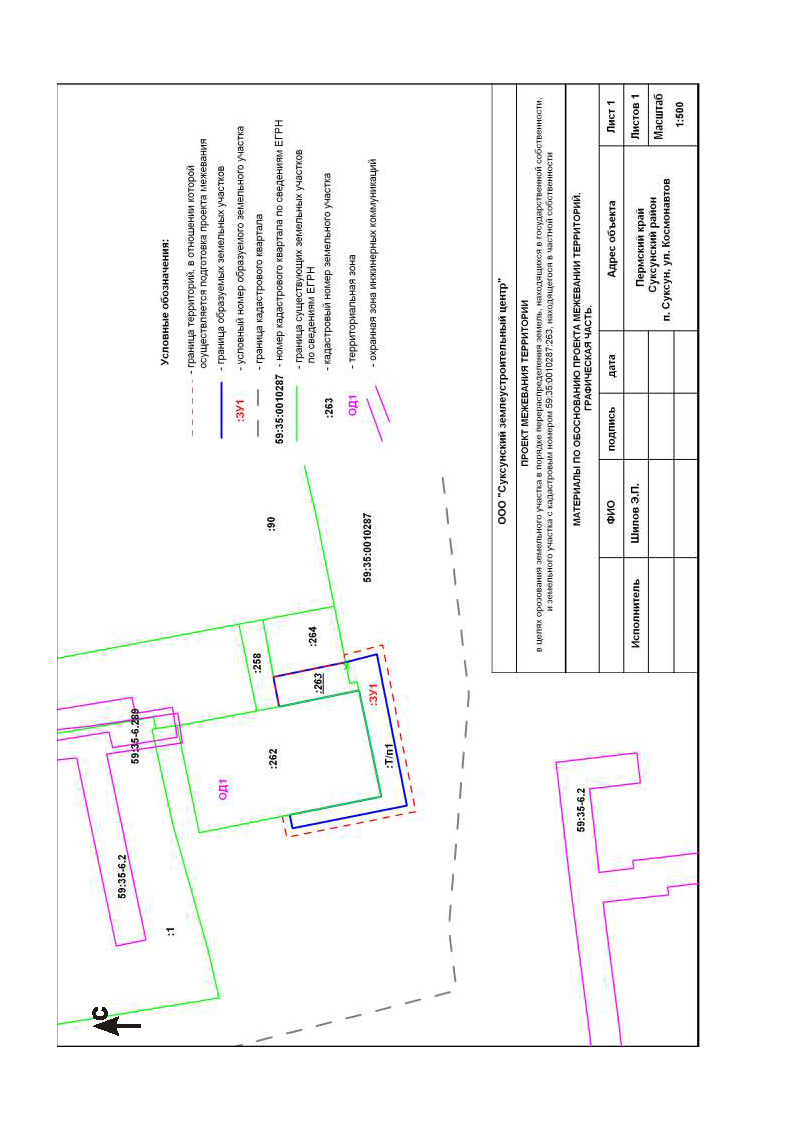 Условные обозначения:
- граница территорий, в отношении которой
осуществляется подготовка проекта межевания
- граница образуемых земельных участков
:ЗУ1 - условный номер образуемого земельного участка
- граница кадастрового квартала
59:35:0010287 - номер кадастрового квартала по сведениям ЕГРН
- граница существующих земельных участков
по сведениям ЕГРН
:263 - кадастровый номер земельного участка
ОД1 - территориальная зона
- охранная зона инженерных коммуникаций
С
:1
59:35-6.2
59:35-6.289
ОД1
:262
:258
:263
:264
:90
:ЗУ1
:Т/п1
59:35:0010287
59:35-6.2
ООО "Суксунский землеустроительный центр"
ПРОЕКТ МЕЖЕВАНИЯ ТЕРРИТОРИИ
в целях орозования земельного участка в порядке перераспределения земель, находящихся в государственной собственности,
и земельного участка с кадастровым номером 59:35:0010287:263, находящегося в частной собственности
МАТЕРИАЛЫ ПО ОБОСНОВАНИЮ ПРОЕКТА МЕЖЕВАНИИ ТЕРРИТОРИЙ.
ГРАФИЧЕСКАЯ ЧАСТЬ.
ФИО подпись дата Адрес объекта Лист 1
Исполнитель Шипов Э.П. Пермский край Листов 1
Суксунский район Масштаб
п. Суксун, ул. Космонавтов 1:500